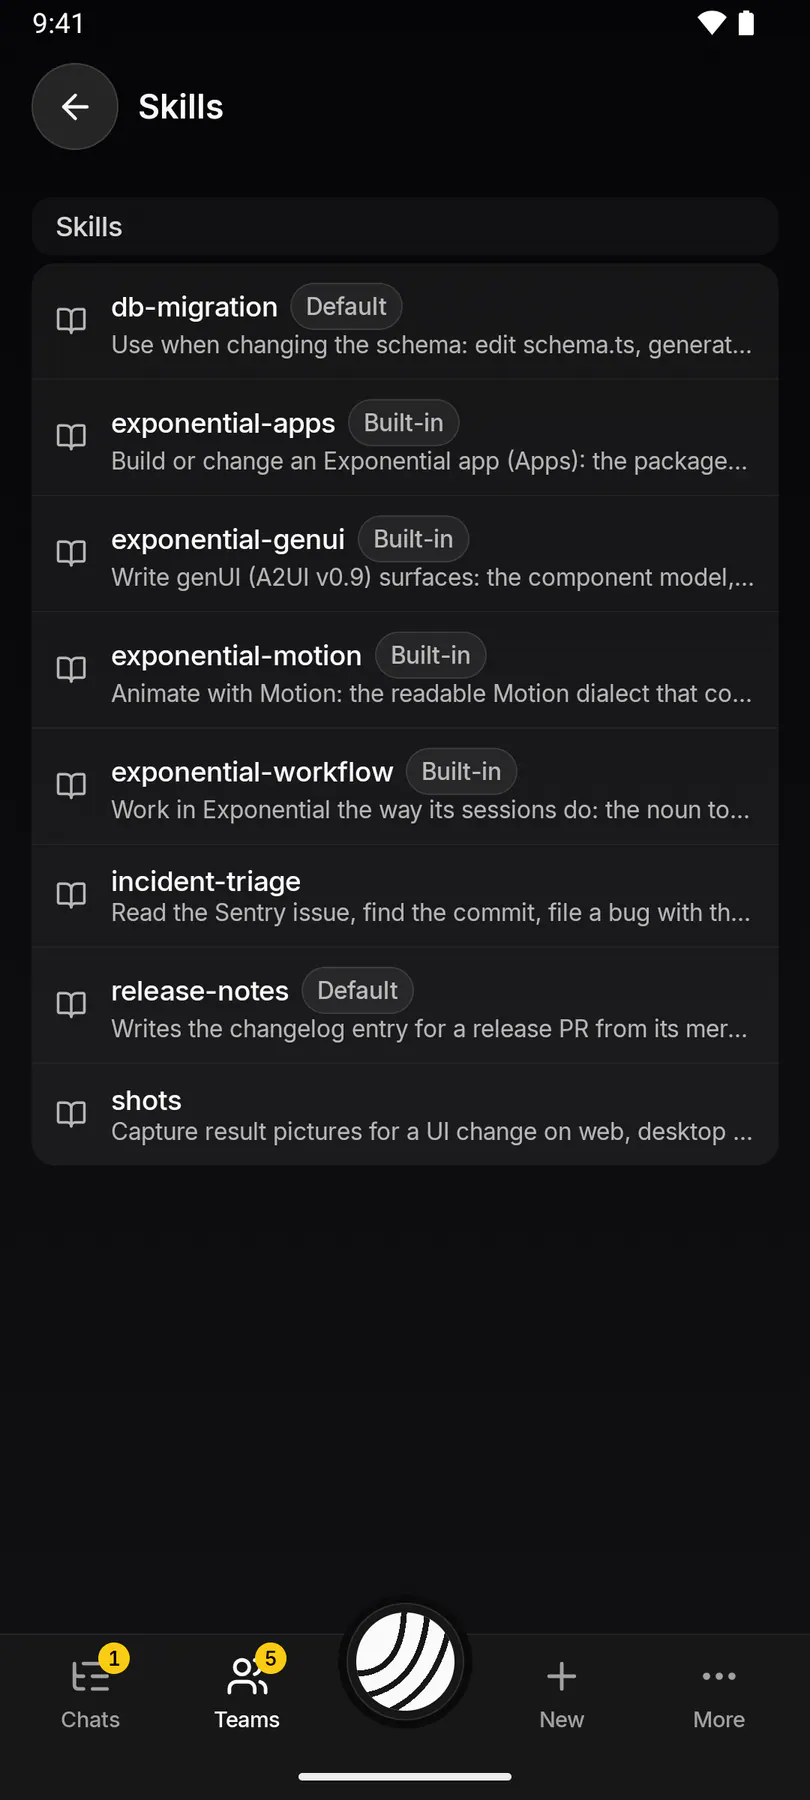 9:41
Skills
Skills
db-migration Default
Use when changing the schema: edit schema.ts, generat...
exponential-apps Built-in
Build or change an Exponential app (Apps): the package...
exponential-genui Built-in
Write genUI (A2UI v0.9) surfaces: the component model,...
exponential-motion Built-in
Animate with Motion: the readable Motion dialect that co...
exponential-workflow Built-in
Work in Exponential the way its sessions do: the noun to...
incident-triage
Read the Sentry issue, find the commit, file a bug with th...
release-notes Default
Writes the changelog entry for a release PR from its mer...
shots
Capture result pictures for a UI change on web, desktop ...
1 5
Chats Teams New More